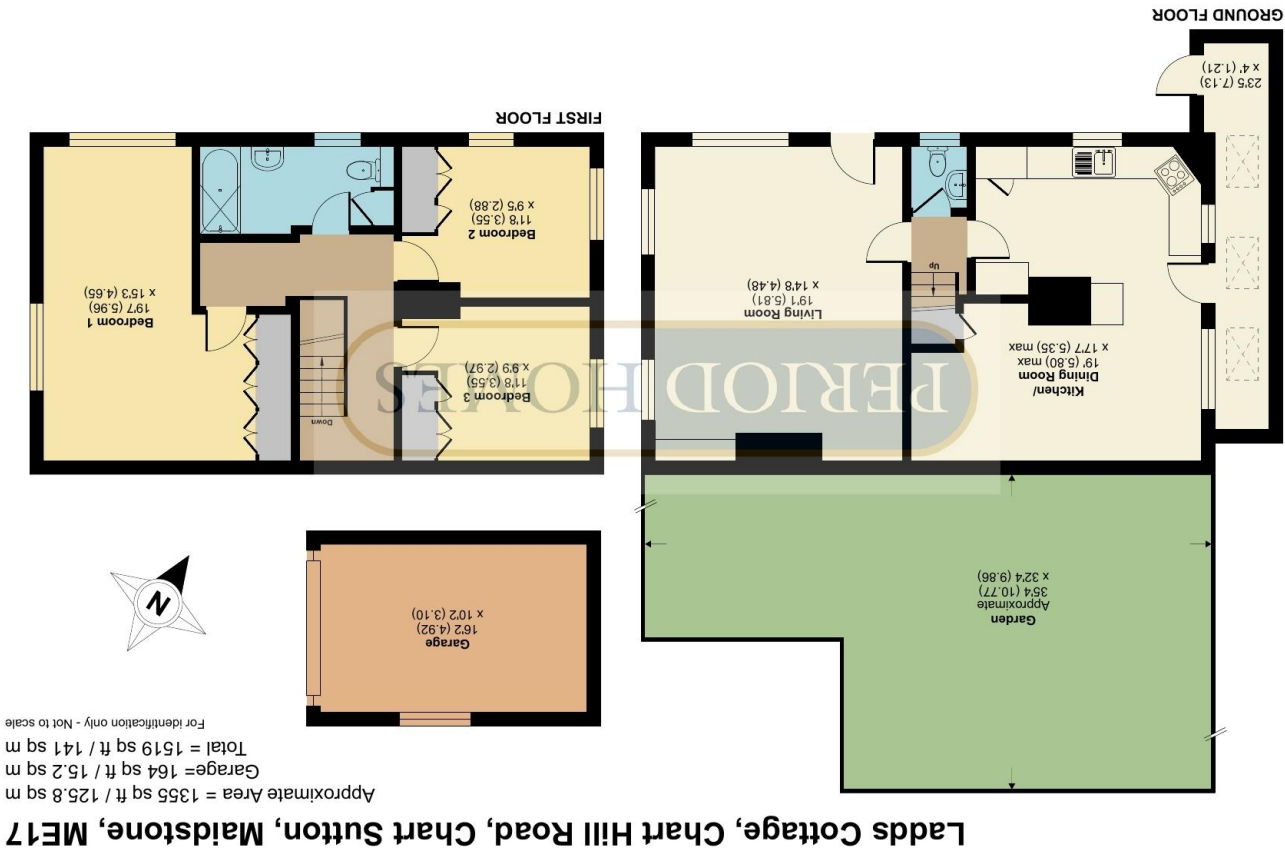 Ladds Cottage, Chart Hill Road, Chart Sutton, Maidstone, ME17
Approximate Area = 1355 sq ft / 125.8 sq m
Garage= 164 sq ft / 15.2 sq m
Total = 1519 sq ft / 141 sq m
For identification only - Not to scale
N
Garden
Approximate
35'4 (10.77)
x 32'4 (9.86)
Garage
16'2 (4.92)
x 10'2 (3.10)
Kitchen/
Dining Room
19' (5.80) max
x 17'7 (5.35) max
Living Room
19'1 (5.81)
x 14'8 (4.48)
Up
23'5 (7.13)
x 4' (1.21)
GROUND FLOOR
Bedroom 3
11'8 (3.55)
x 9'9 (2.97)
Down
Bedroom 1
19'7 (5.96)
x 15'3 (4.65)
Bedroom 2
11'8 (3.55)
x 9'5 (2.88)
FIRST FLOOR
PERIOD HOMES